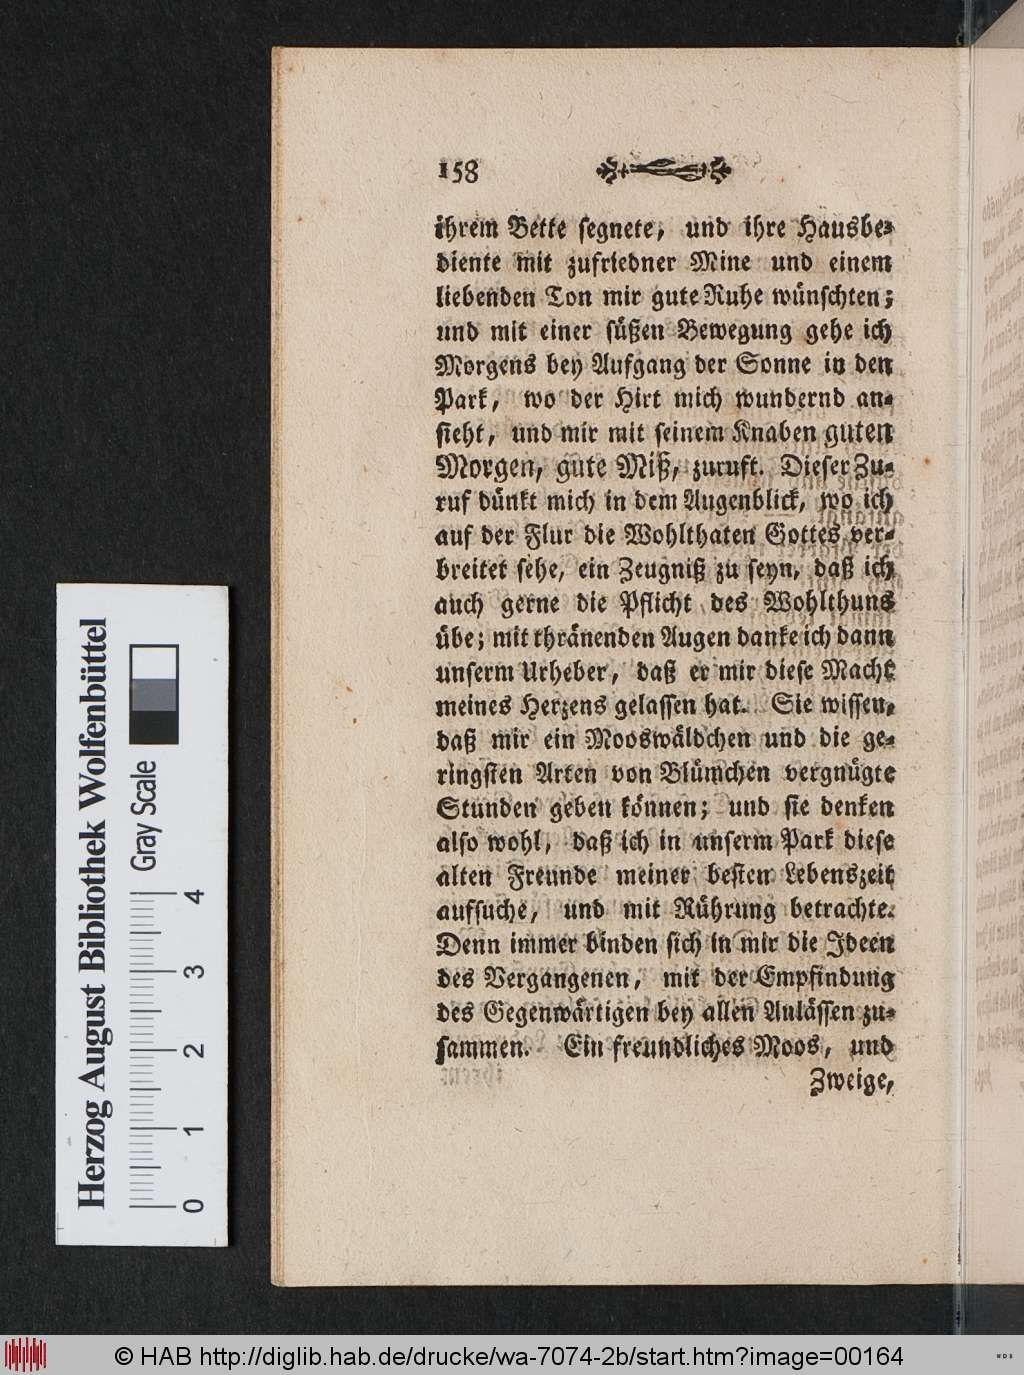 158
ihrem Bette segnete, und ihre Hausbe-
diente mit zufriedner Mine und einem
liebenden Ton mir gute Ruhe wünschten;
und mit einer süßen Bewegung gehe ich
Morgens bey Aufgang der Sonne in den
Park, wo der Hirt mich wundernd an-
sieht, und mir mit seinem Knaben guten
Morgen, gute Miß, zuruft. Dieser Zu-
ruf dünkt mich in dem Augenblick, wo ich
auf der Flur die Wohlthaten Gottes ver-
breitet sehe, ein Zeugniß zu seyn, daß ich
auch gerne die Pflicht des Wohlthuns
übe; mit thränenden Augen danke ich dann
unserm Urheber, daß er mir diese Macht
meines Herzens gelassen hat. Sie wissen,
daß mir ein Mooswäldchen und die ge-
ringsten Arten von Blümchen vergnügte
Stunden geben können; und sie denken
also wohl, daß ich in unserm Park diese
alten Freunde meiner besten Lebenszeit
aufsuche, und mit Rührung betrachte.
Denn immer binden sich in mir die Ideen
des Vergangenen, mit der Empfindung
des Gegenwärtigen bey allen Anlässen zu-
sammen. Ein freundliches Moos, und
Zweige,
Herzog August Bibliothek Wolfenbüttel
Gray Scale
0 1 2 3 4
© HAB http://diglib.hab.de/drucke/wa-7074-2b/start.htm?image=00164